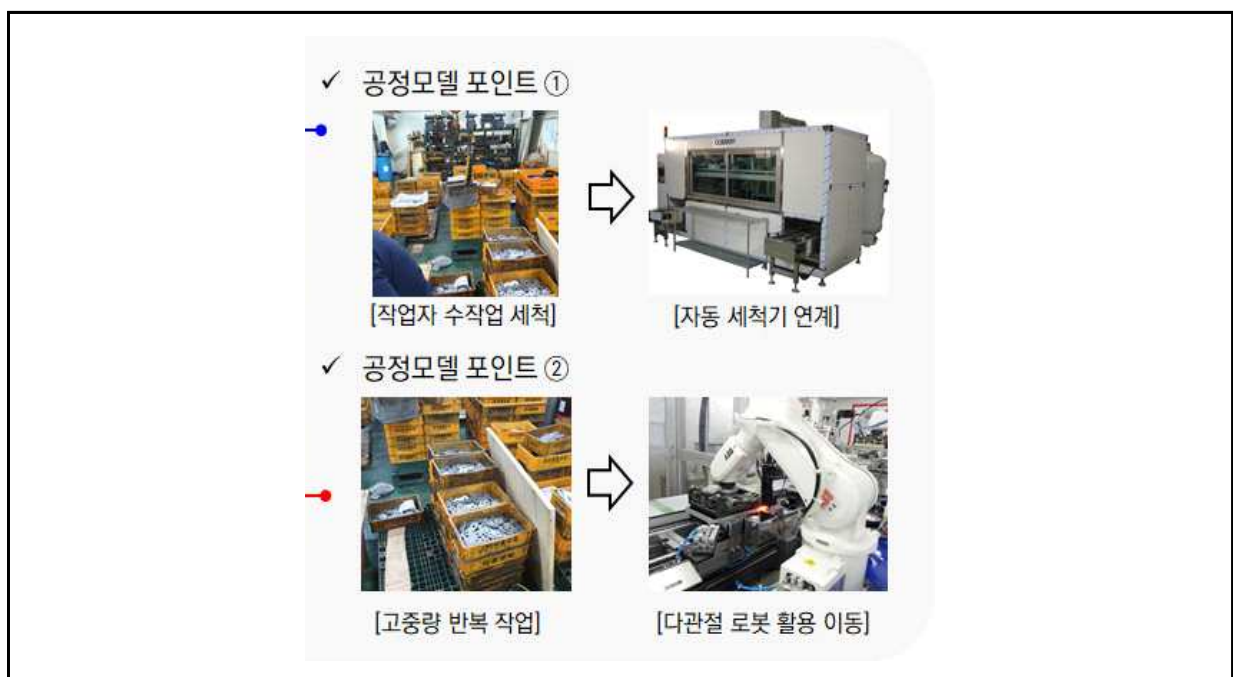 ✓ 공정모델 포인트 ①
[작업자 수작업 세척]
[자동 세척기 연계]
✓ 공정모델 포인트 ②
[고중량 반복 작업]
[다관절 로봇 활용 이동]